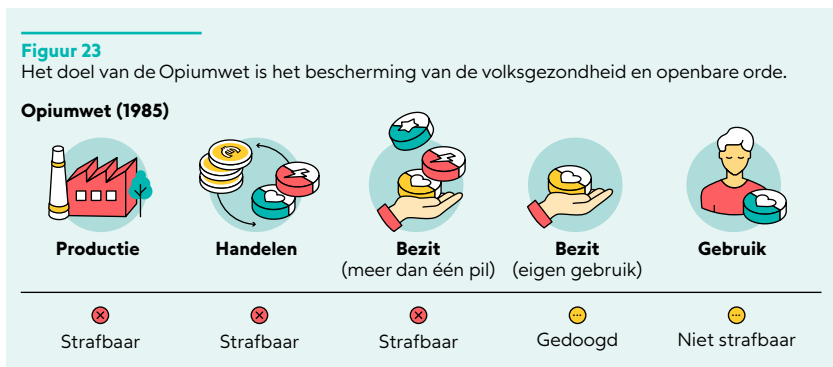 Figuur 23
Het doel van de Opiumwet is het bescherming van de volksgezondheid en openbare orde.
Opiumwet (1985)
Productie
Handelen
Bezit
(meer dan één pil)
Bezit
(eigen gebruik)
Gebruik
Strafbaar
Strafbaar
Strafbaar
Gedoogd
Niet strafbaar